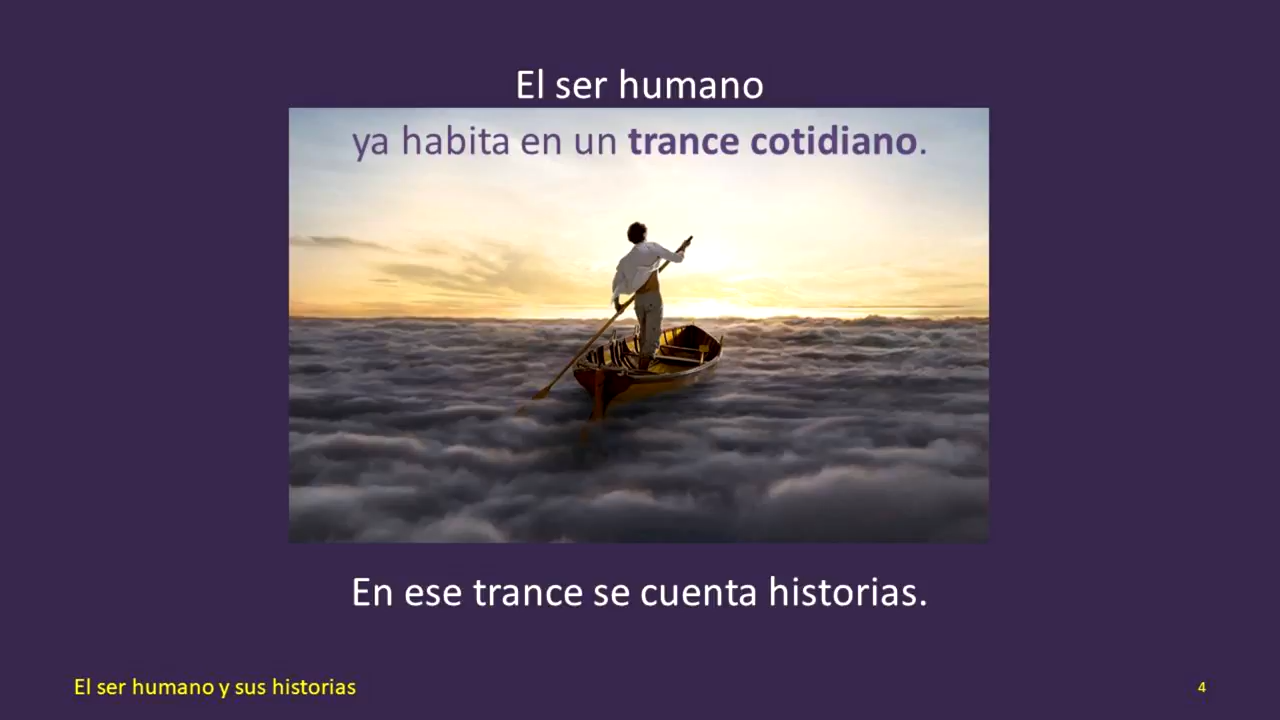 El ser humano
ya habita en un trance cotidiano.
En ese trance se cuenta historias.
El ser humano y sus historias
4